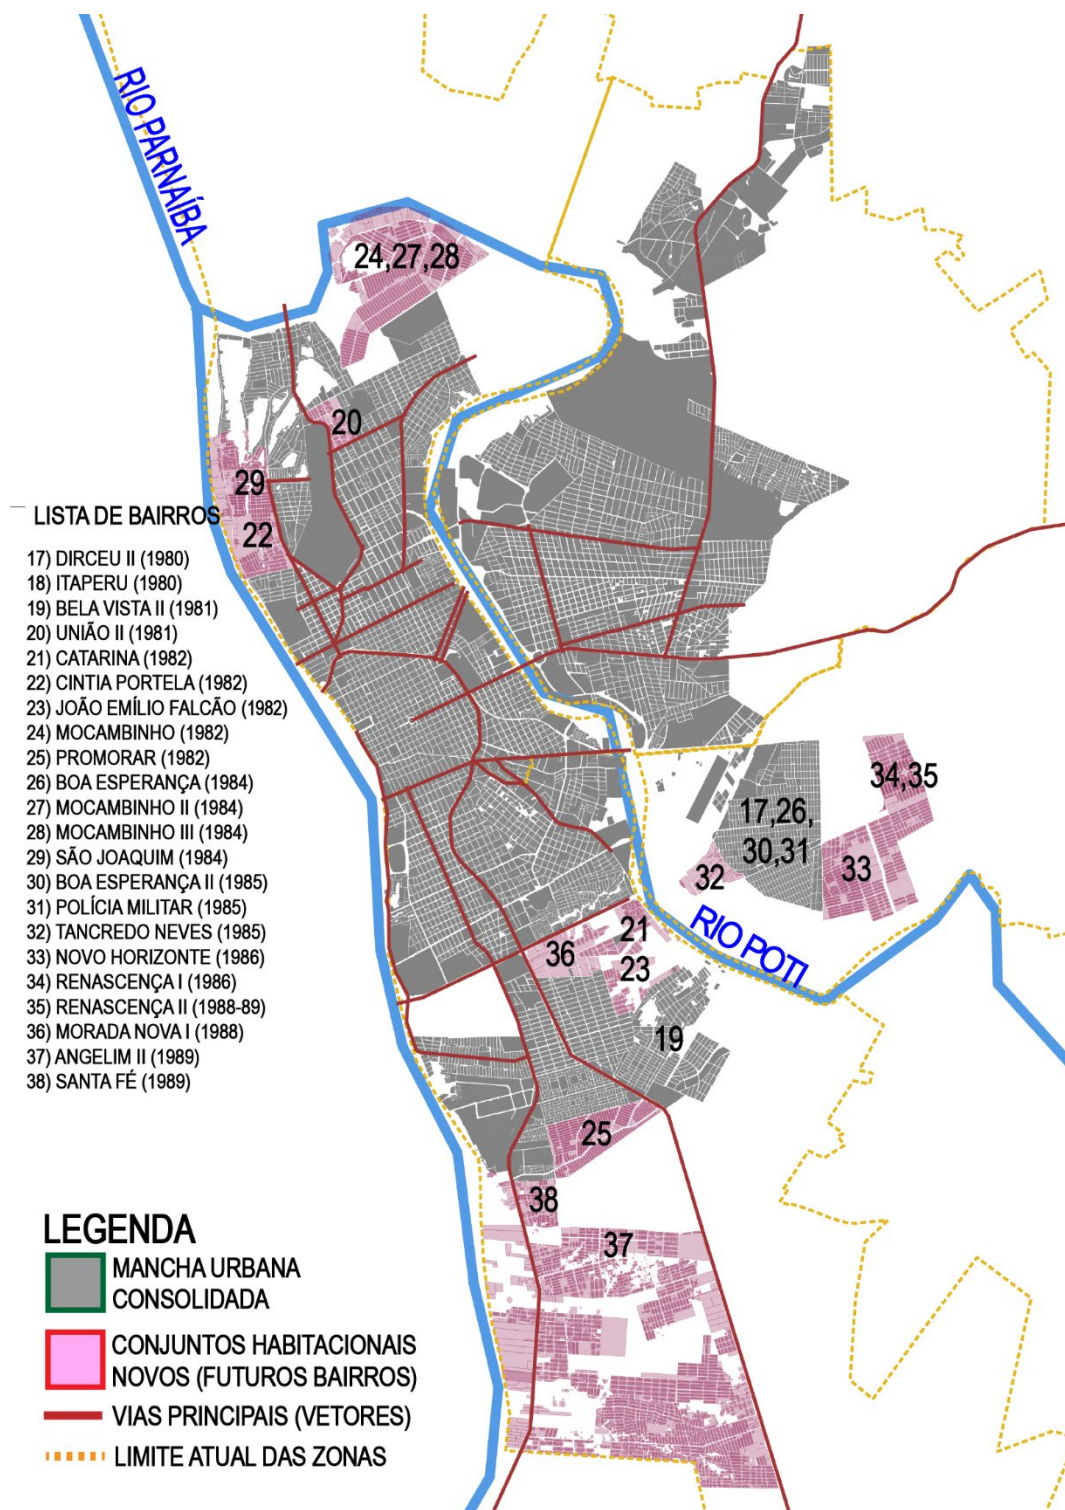 RIO PARNAÍBA
24,27,28
20
29
22
LISTA DE BAIRROS
17) DIRCEU II (1980)
18) ITAPERU (1980)
19) BELA VISTA II (1981)
20) UNIÃO II (1981)
21) CATARINA (1982)
22) CINTIA PORTELA (1982)
23) JOÃO EMÍLIO FALCÃO (1982)
24) MOCAMBINHO (1982)
25) PROMORAR (1982)
26) BOA ESPERANÇA (1984)
27) MOCAMBINHO II (1984)
28) MOCAMBINHO III (1984)
29) SÃO JOAQUIM (1984)
30) BOA ESPERANÇA II (1985)
31) POLÍCIA MILITAR (1985)
32) TANCREDO NEVES (1985)
33) NOVO HORIZONTE (1986)
34) RENASCENÇA I (1986)
35) RENASCENÇA II (1988-89)
36) MORADA NOVA I (1988)
37) ANGELIM II (1989)
38) SANTA FÉ (1989)
34,35
17,26,
30,31
33
32
RIO POTI
21
36
23
19
25
38
37
LEGENDA
MANCHA URBANA
CONSOLIDADA
CONJUNTOS HABITACIONAIS
NOVOS (FUTUROS BAIRROS)
VIAS PRINCIPAIS (VETORES)
LIMITE ATUAL DAS ZONAS